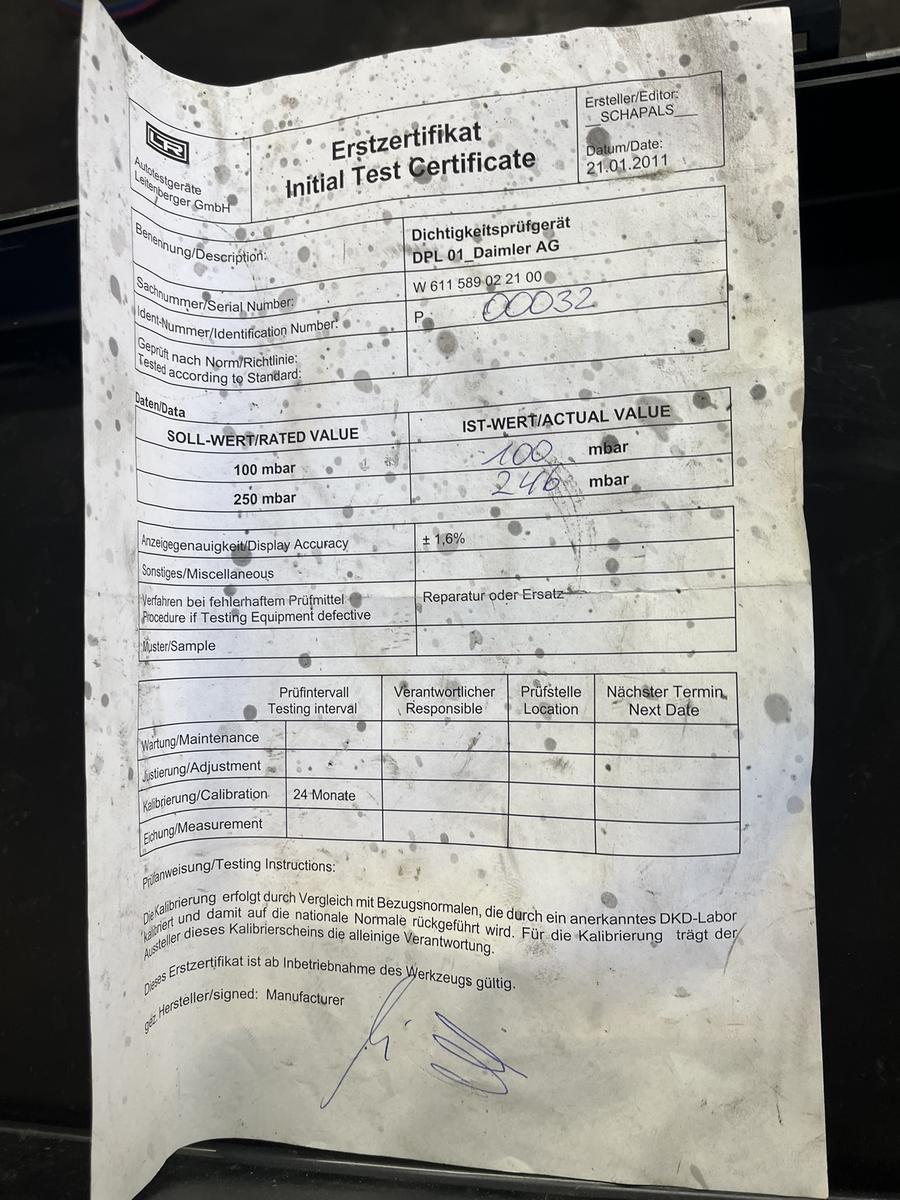 LR
Autotestgeräte
Leitenberger GmbH
Erstzertifikat
Initial Test Certificate
Ersteller/Editor:
__SCHAPALS___
Datum/Date:
21.01.2011
Benennung/Description:
Dichtigkeitsprüfgerät
DPL 01_Daimler AG
Sachnummer/Serial Number:
W 611 589 02 21 00
Ident-Nummer/Identification Number:
P 00032
Geprüft nach Norm/Richtlinie:
Tested according to Standard:
Daten/Data
SOLL-WERT/RATED VALUE
IST-WERT/ACTUAL VALUE
100 mbar
100 mbar
250 mbar
246 mbar
Anzeigegenauigkeit/Display Accuracy
± 1,6%
Sonstiges/Miscellaneous
Verfahren bei fehlerhaftem Prüfmittel
Procedure if Testing Equipment defective
Reparatur oder Ersatz
Muster/Sample
Prüfintervall
Testing interval
Verantwortlicher
Responsible
Prüfstelle
Location
Nächster Termin
Next Date
Wartung/Maintenance
Justierung/Adjustment
Kalibrierung/Calibration
24 Monate
Eichung/Measurement
Prüfanweisung/Testing Instructions:
Die Kalibrierung erfolgt durch Vergleich mit Bezugsnormalen, die durch ein anerkanntes DKD-Labor
kalibriert und damit auf die nationale Normale rückgeführt wird. Für die Kalibrierung trägt der
Aussteller dieses Kalibrierscheins die alleinige Verantwortung.
Dieses Erstzertifikat ist ab Inbetriebnahme des Werkzeugs gültig.
gez. Hersteller/signed: Manufacturer